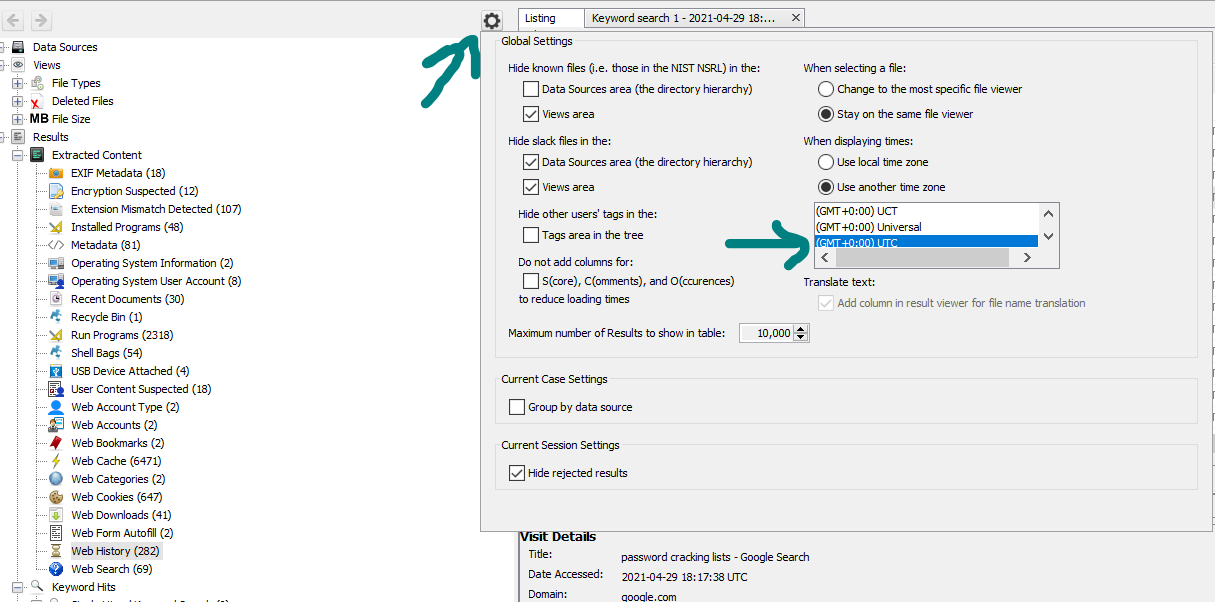 Listing
Keyword search 1 - 2021-04-29 18:...
Data Sources
Views
File Types
Deleted Files
MB File Size
Results
Extracted Content
EXIF Metadata (18)
Encryption Suspected (12)
Extension Mismatch Detected (107)
Installed Programs (48)
Metadata (81)
Operating System Information (2)
Operating System User Account (8)
Recent Documents (30)
Recycle Bin (1)
Run Programs (2318)
Shell Bags (54)
USB Device Attached (4)
User Content Suspected (18)
Web Account Type (2)
Web Accounts (2)
Web Bookmarks (2)
Web Cache (6471)
Web Categories (2)
Web Cookies (647)
Web Downloads (41)
Web Form Autofill (2)
Web History (282)
Web Search (69)
Keyword Hits
Global Settings
Hide known files (i.e. those in the NIST NSRL) in the:
Data Sources area (the directory hierarchy)
Views area
Hide slack files in the:
Data Sources area (the directory hierarchy)
Views area
Hide other users' tags in the:
Tags area in the tree
Do not add columns for:
S(core), C(omments), and O(ccurences)
to reduce loading times
Maximum number of Results to show in table:
10,000
When selecting a file:
Change to the most specific file viewer
Stay on the same file viewer
When displaying times:
Use local time zone
Use another time zone
(GMT+0:00) UCT
(GMT+0:00) Universal
(GMT+0:00) UTC
Translate text:
Add column in result viewer for file name translation
Current Case Settings
Group by data source
Current Session Settings
Hide rejected results
Visit Details
Title:
password cracking lists - Google Search
Date Accessed:
2021-04-29 18:17:38 UTC
Domain:
google.com